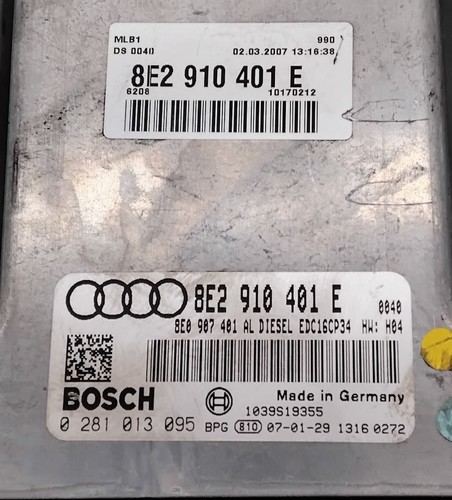 MLB1 990
DS 0040 02.03.2007 13:16:38
8E2 910 401 E
6208 10170212
8E2 910 401 E 0040
8E0 907 401 AL DIESEL EDC16CP34 HW: H04
BOSCH Made in Germany
1039S19355
0 281 013 095 BPG 810 07-01-29 1316 0272